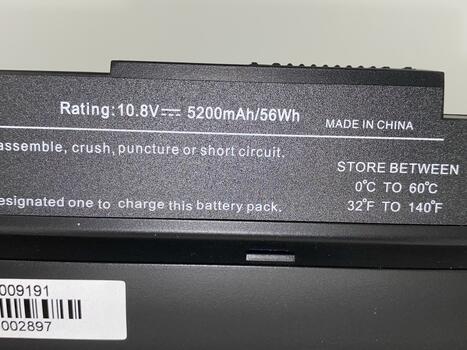 Rating:10.8V⎓ 5200mAh/56Wh
MADE IN CHINA
assemble, crush, puncture or short circuit.
STORE BETWEEN
0°C TO 60°C
esignated one to charge this battery pack.
32°F TO 140°F
009191
002897